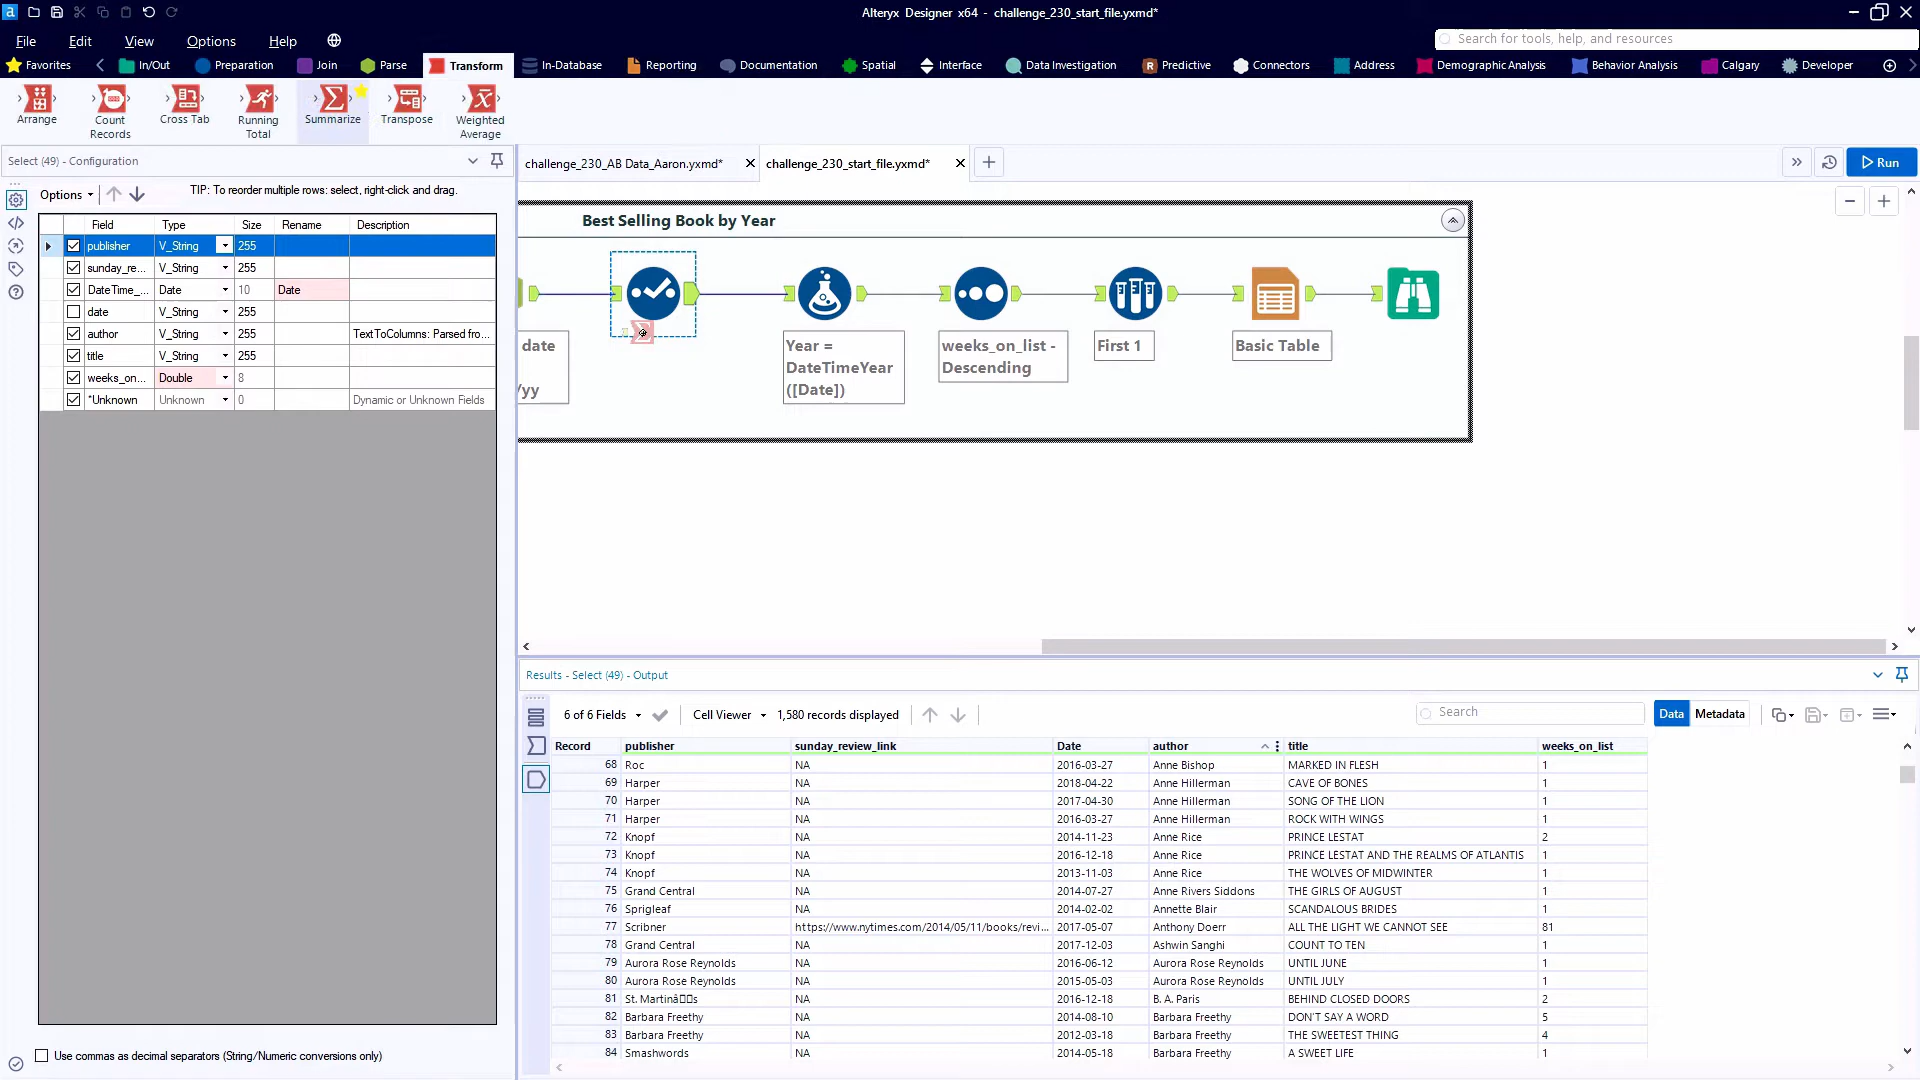 Alteryx Designer x64 - challenge_230_start_file.yxmd*
File Edit View Options Help
Search for tools, help, and resources
Favorites In/Out Preparation Join Parse Transform In-Database Reporting Documentation Spatial Interface Data Investigation Predictive Connectors Address Demographic Analysis Behavior Analysis Calgary Developer
Arrange
Count Records
Cross Tab
Running Total
Summarize
Transpose
Weighted Average
Select (49) - Configuration
challenge_230_AB Data_Aaron.yxmd*
challenge_230_start_file.yxmd*
Run
Options
TIP: To reorder multiple rows: select, right-click and drag.
Field Type Size Rename Description
publisher V_String 255
sunday_re... V_String 255
DateTime_... Date 10 Date
date V_String 255
author V_String 255 TextToColumns: Parsed fro...
title V_String 255
weeks_on... Double 8
*Unknown Unknown 0 Dynamic or Unknown Fields
Use commas as decimal separators (String/Numeric conversions only)
Best Selling Book by Year
date
/yy
Year =
DateTimeYear
([Date])
weeks_on_list -
Descending
First 1
Basic Table
Results - Select (49) - Output
6 of 6 Fields Cell Viewer 1,580 records displayed Search Data Metadata
Record publisher sunday_review_link Date author title weeks_on_list
68 Roc NA 2016-03-27 Anne Bishop MARKED IN FLESH 1
69 Harper NA 2018-04-22 Anne Hillerman CAVE OF BONES 1
70 Harper NA 2017-04-30 Anne Hillerman SONG OF THE LION 1
71 Harper NA 2016-03-27 Anne Hillerman ROCK WITH WINGS 1
72 Knopf NA 2014-11-23 Anne Rice PRINCE LESTAT 2
73 Knopf NA 2016-12-18 Anne Rice PRINCE LESTAT AND THE REALMS OF ATLANTIS 1
74 Knopf NA 2013-11-03 Anne Rice THE WOLVES OF MIDWINTER 1
75 Grand Central NA 2014-07-27 Anne Rivers Siddons THE GIRLS OF AUGUST 1
76 Sprigleaf NA 2014-02-02 Annette Blair SCANDALOUS BRIDES 1
77 Scribner https://www.nytimes.com/2014/05/11/books/revi... 2017-05-07 Anthony Doerr ALL THE LIGHT WE CANNOT SEE 81
78 Grand Central NA 2017-12-03 Ashwin Sanghi COUNT TO TEN 1
79 Aurora Rose Reynolds NA 2016-06-12 Aurora Rose Reynolds UNTIL JUNE 1
80 Aurora Rose Reynolds NA 2015-05-03 Aurora Rose Reynolds UNTIL JULY 1
81 St. Martinâ▯▯s NA 2016-12-18 B. A. Paris BEHIND CLOSED DOORS 2
82 Barbara Freethy NA 2014-08-10 Barbara Freethy DON'T SAY A WORD 5
83 Barbara Freethy NA 2012-03-18 Barbara Freethy THE SWEETEST THING 4
84 Smashwords NA 2014-05-18 Barbara Freethy A SWEET LIFE 1